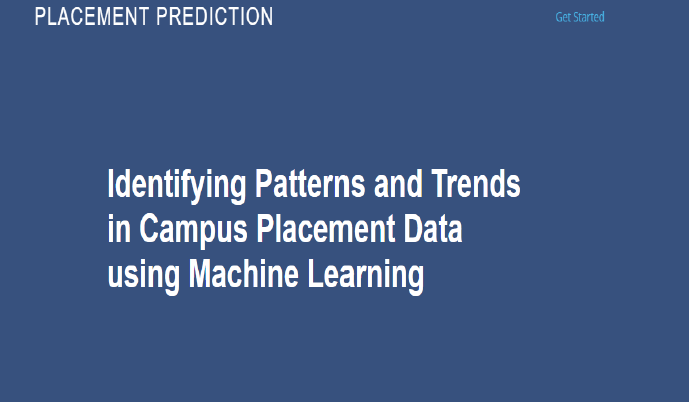 PLACEMENT PREDICTION
Get Started
Identifying Patterns and Trends
in Campus Placement Data
using Machine Learning